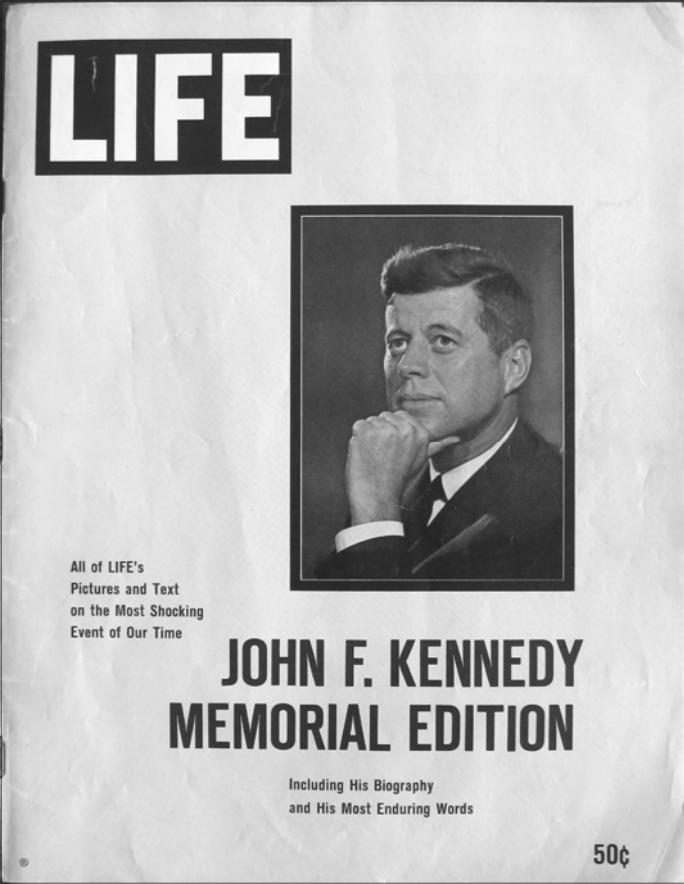 LIFE
All of LIFE's
Pictures and Text
on the Most Shocking
Event of Our Time
JOHN F. KENNEDY
MEMORIAL EDITION
Including His Biography
and His Most Enduring Words
50¢
®